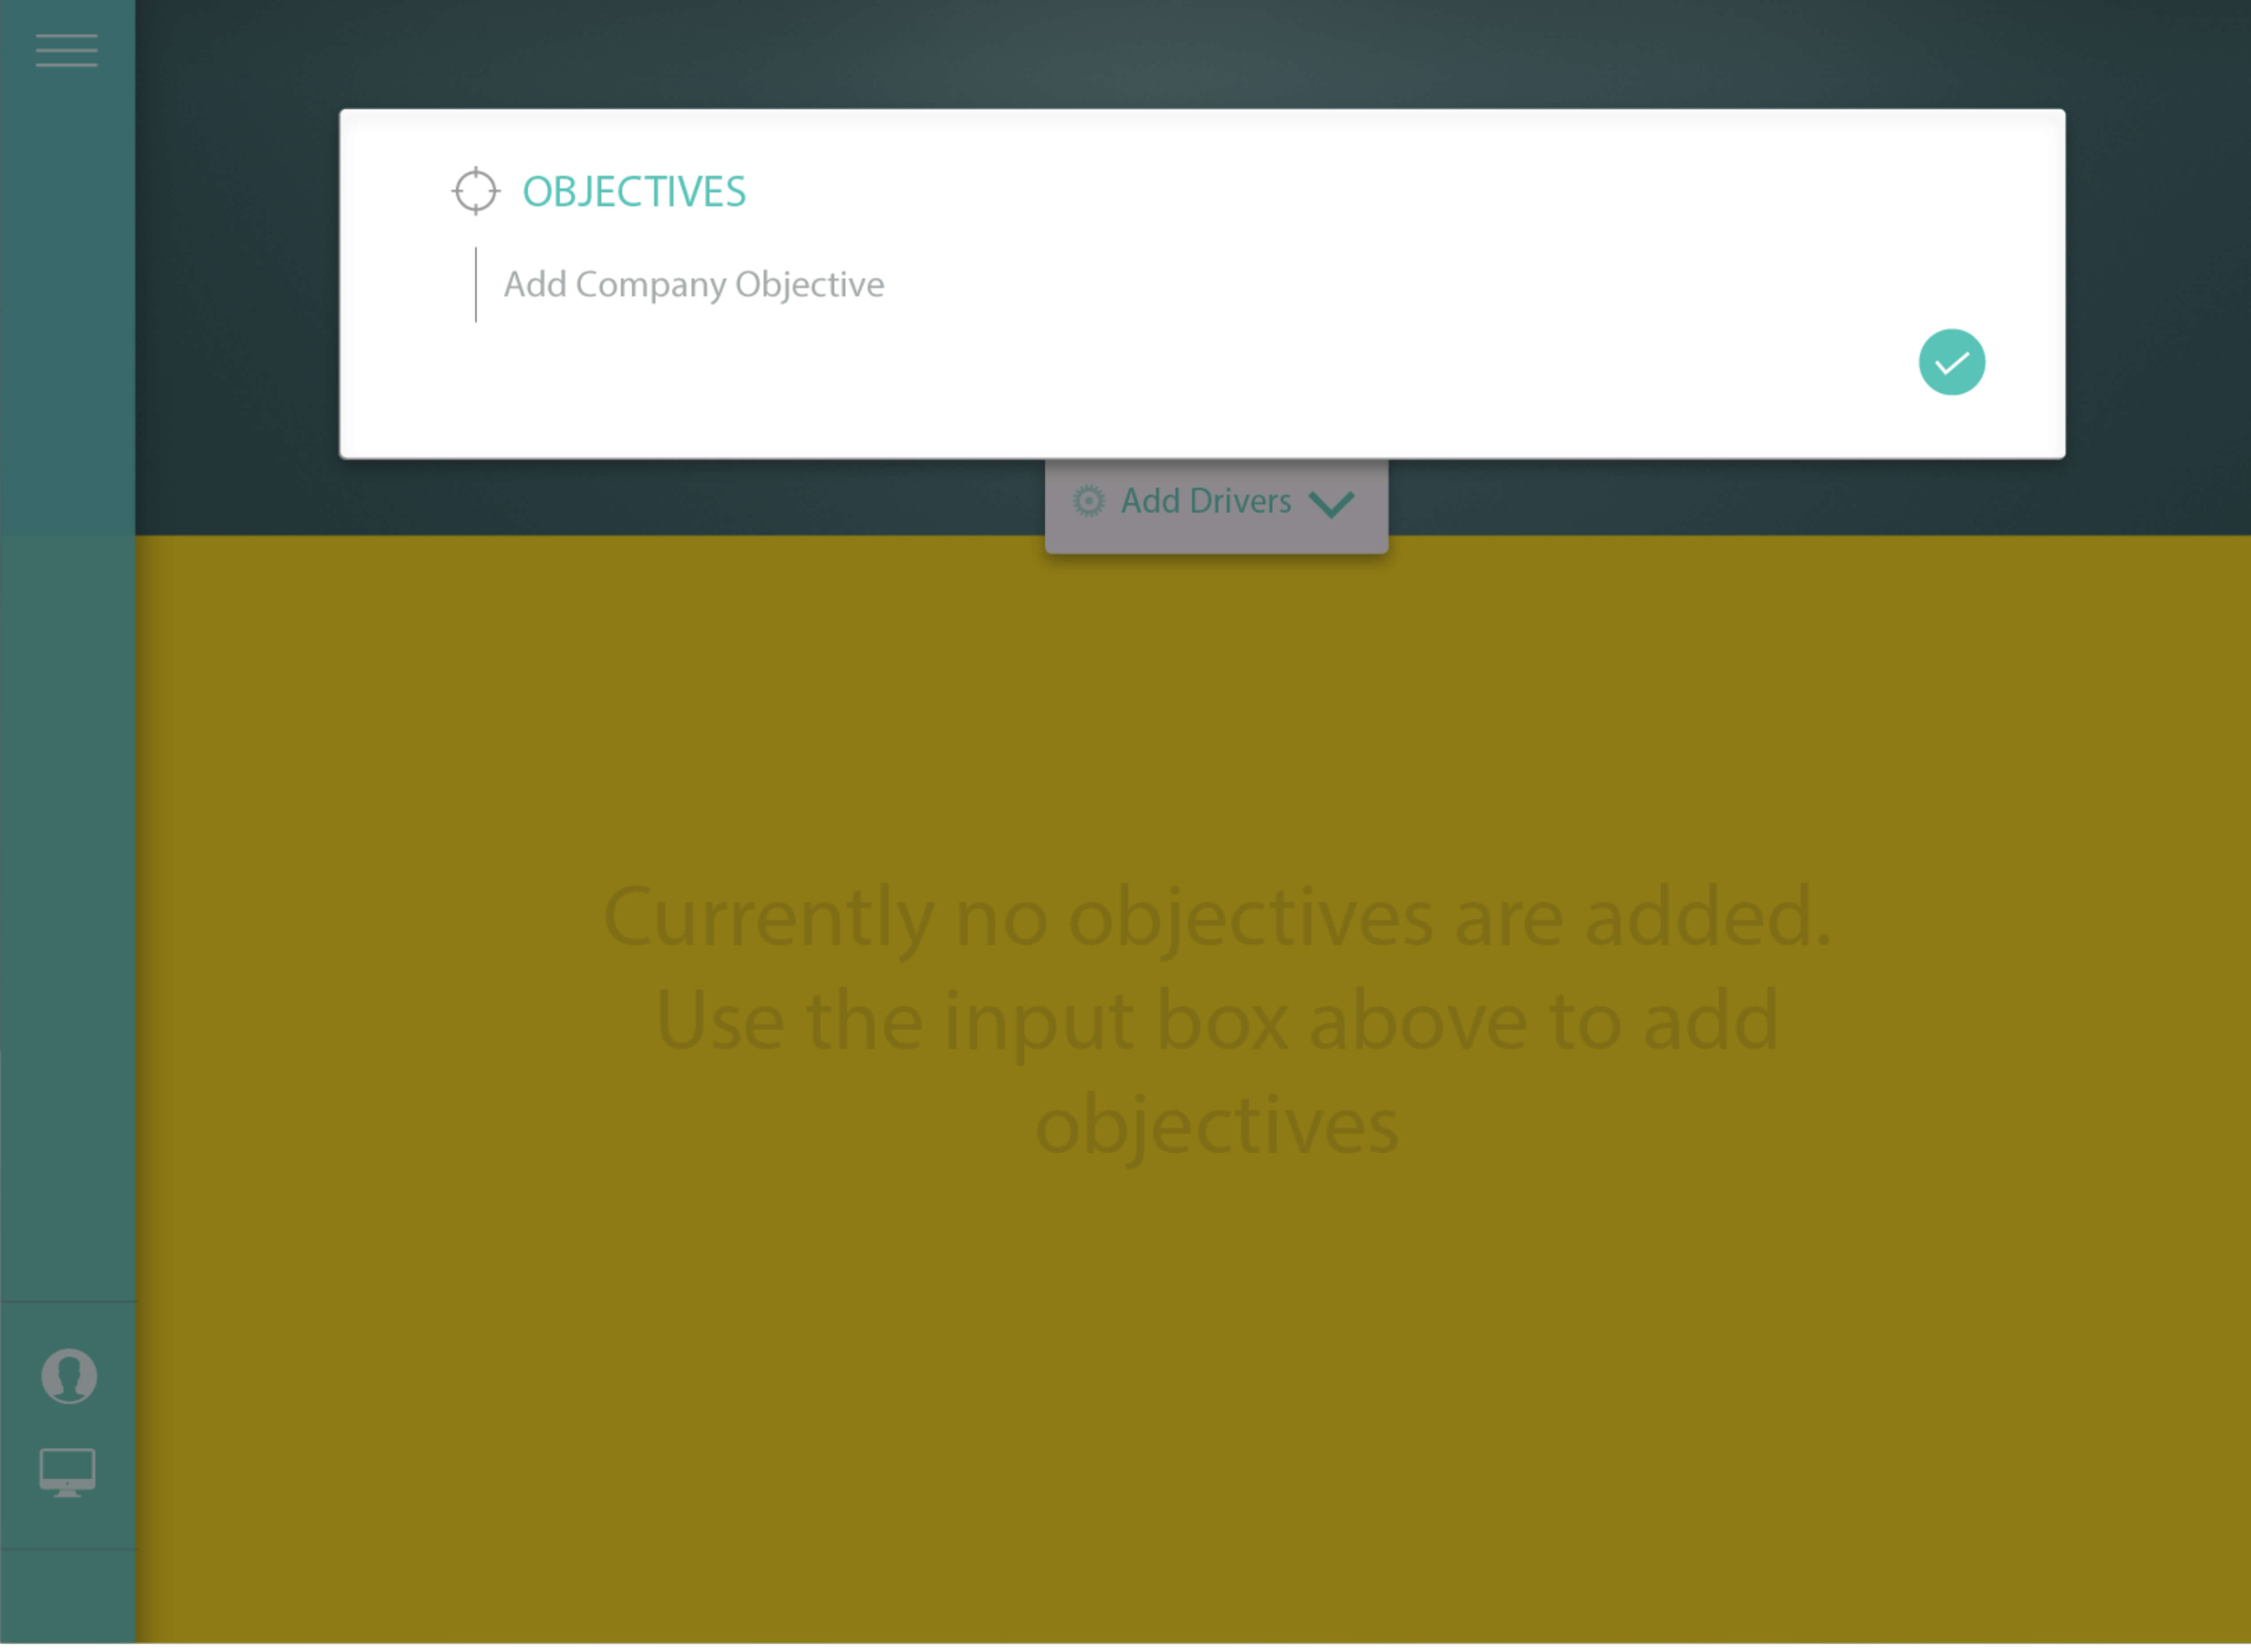 OBJECTIVES
Add Company Objective
Add Drivers
Currently no objectives are added.
Use the input box above to add
objectives